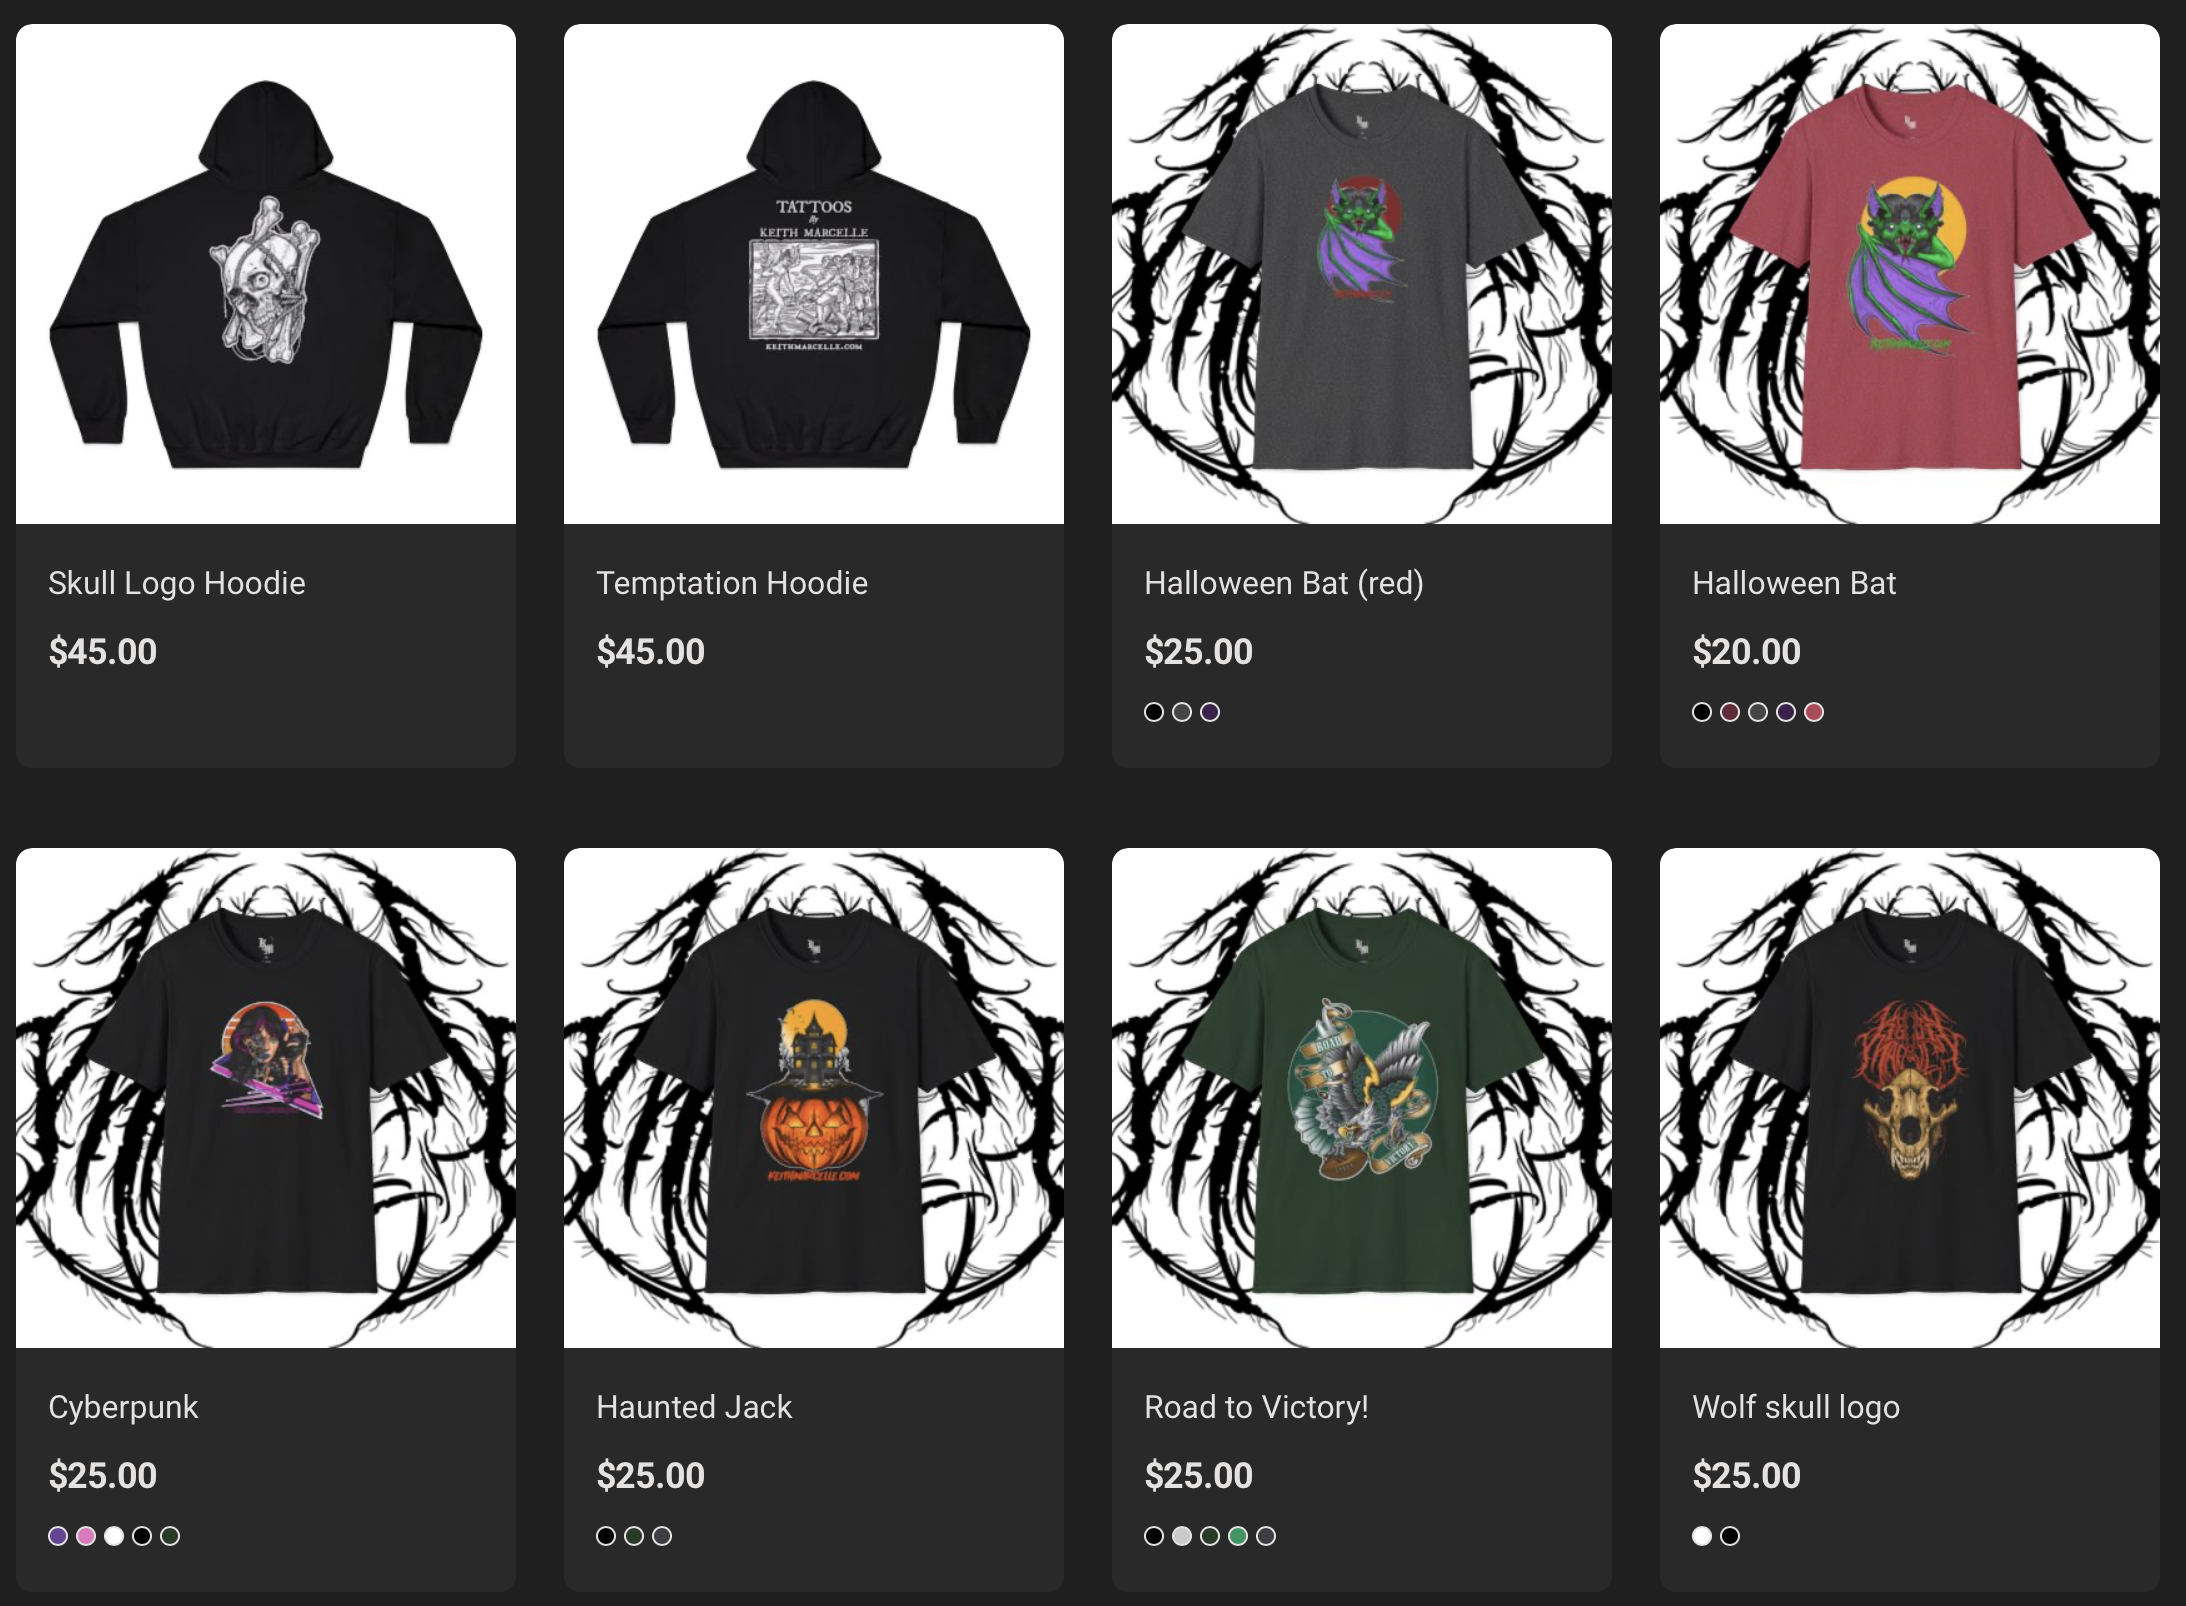 TATTOOS
By
KEITH MARCELLE
KEITHMARCELLE.COM
Skull Logo Hoodie
$45.00
Temptation Hoodie
$45.00
Halloween Bat (red)
$25.00
Halloween Bat
$20.00
KEITHMARCELLE.COM
ROAD
TO
VICTORY
Cyberpunk
$25.00
Haunted Jack
$25.00
Road to Victory!
$25.00
Wolf skull logo
$25.00